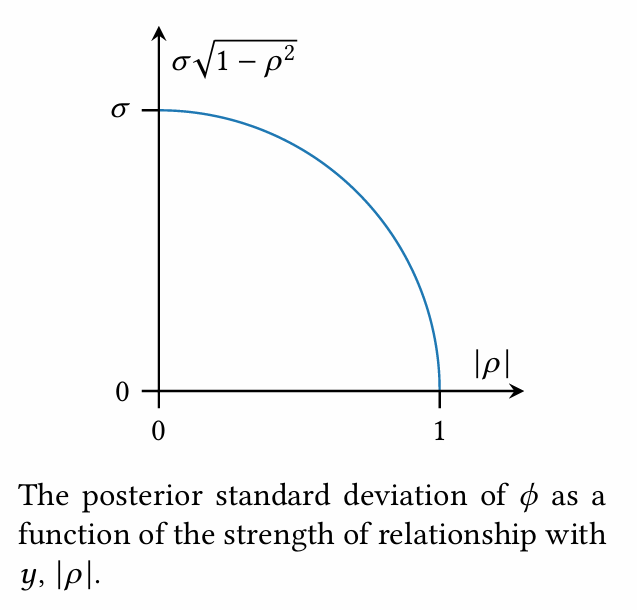 σ√1 − ρ²
σ
|ρ|
0
0
1
The posterior standard deviation of ϕ as a
function of the strength of relationship with
y, |ρ|.